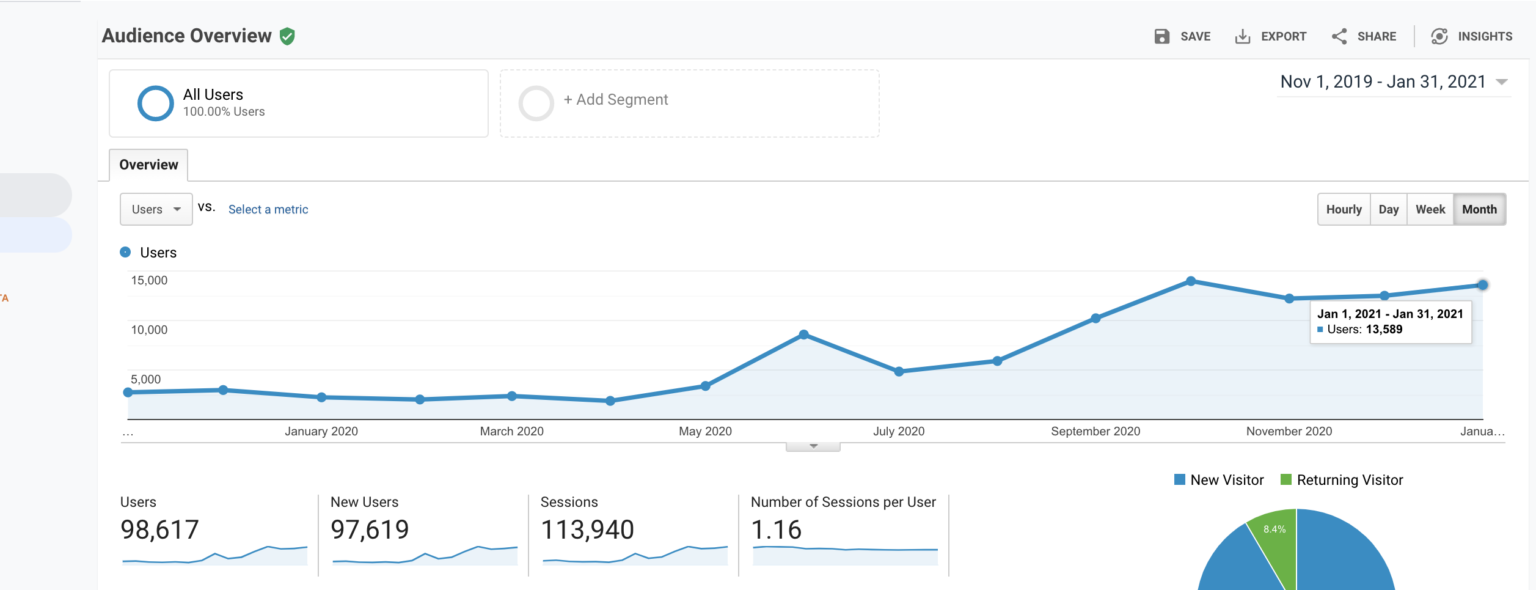 Audience Overview
SAVE EXPORT SHARE INSIGHTS
All Users
100.00% Users
+ Add Segment
Nov 1, 2019 - Jan 31, 2021
Overview
Users vs. Select a metric
Hourly Day Week Month
Users
15,000
10,000
5,000
Jan 1, 2021 - Jan 31, 2021
Users: 13,589
... January 2020 March 2020 May 2020 July 2020 September 2020 November 2020 Janua...
TA
New Visitor Returning Visitor
Users
98,617
New Users
97,619
Sessions
113,940
Number of Sessions per User
1.16
8.4%